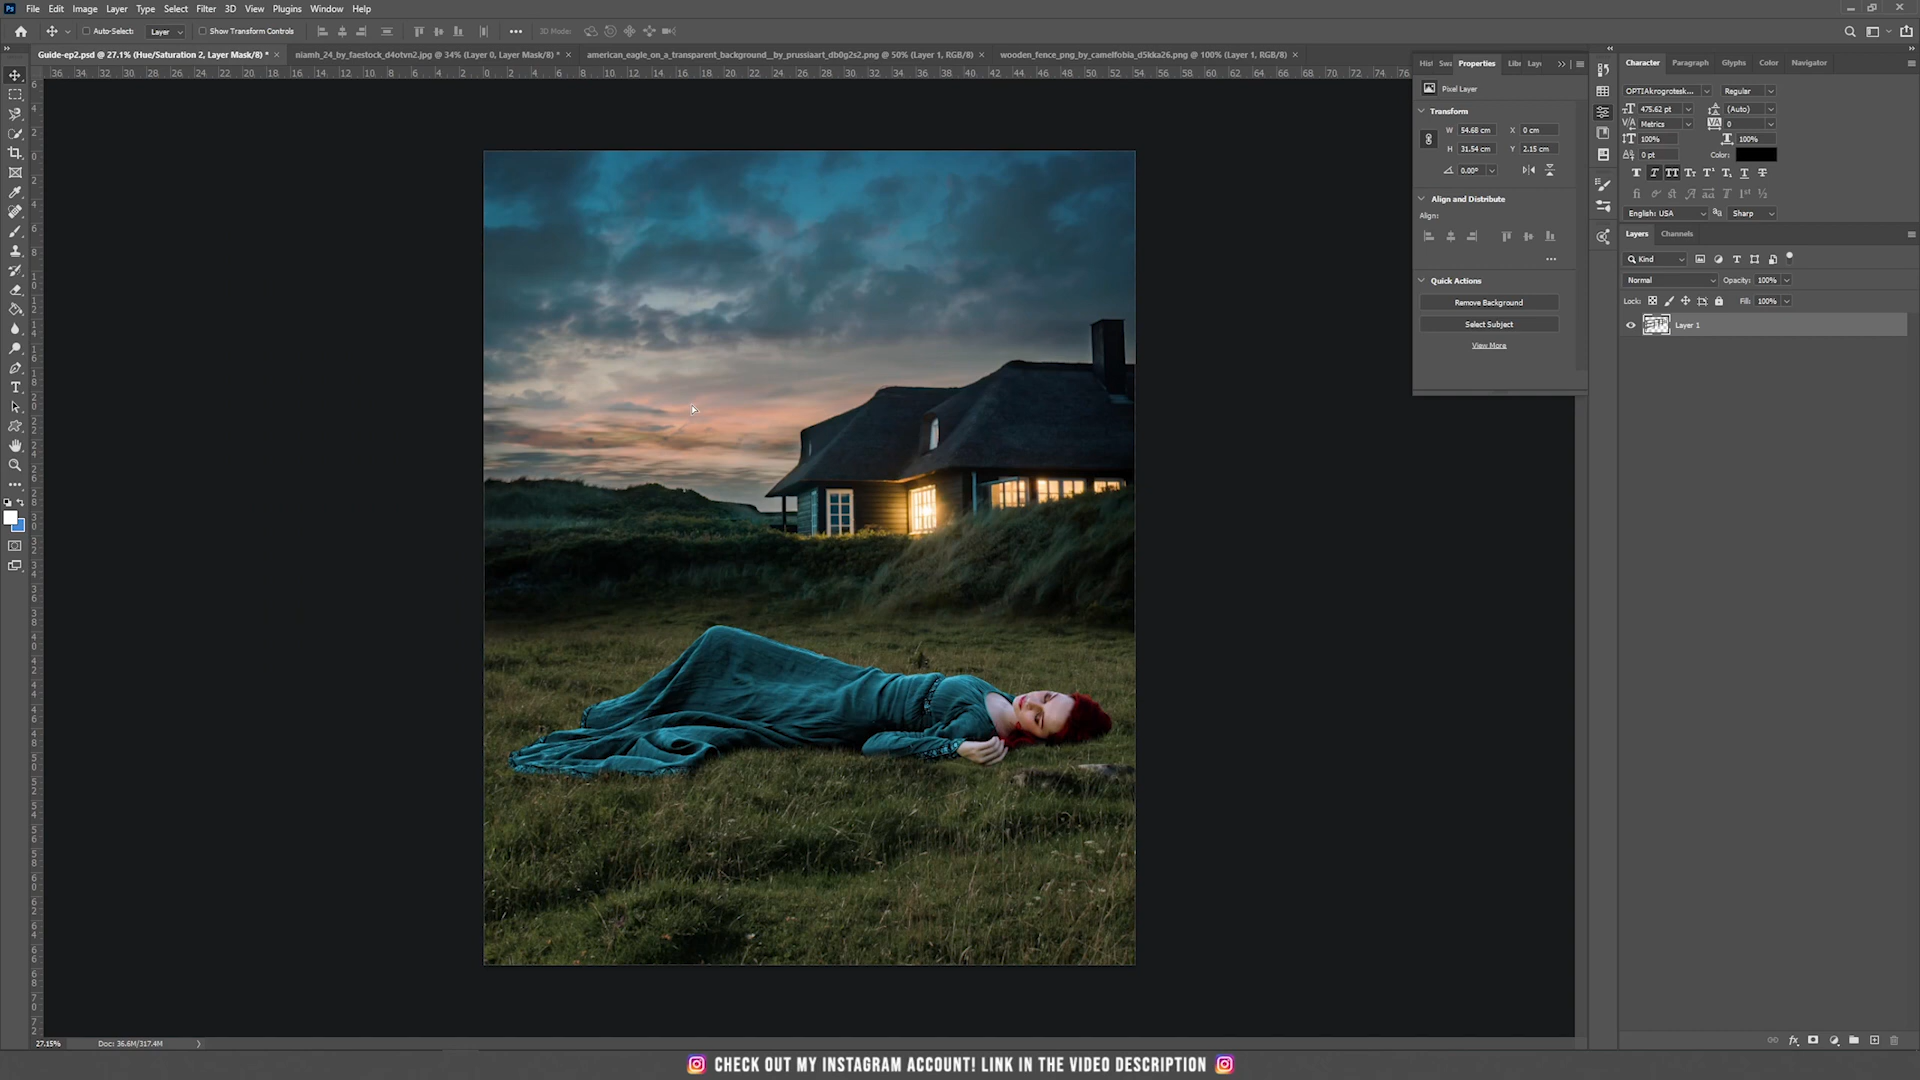 File Edit Image Layer Type Select Filter 3D View Plugins Window Help
Auto-Select: Layer Show Transform Controls 3D Mode:
Guide-ep2.psd @ 27.1% (Hue/Saturation 2, Layer Mask/8) *
niamh_24_by_faestock_d4otvn2.jpg @ 34% (Layer 0, Layer Mask/8) *
american_eagle_on_a_transparent_background__by_prussiaart_db0g2s2.png @ 50% (Layer 1, RGB/8)
wooden_fence_png_by_camelfobia_d5kka26.png @ 100% (Layer 1, RGB/8)
Properties
Pixel Layer
Transform
W 54.68 cm X 0 cm
H 31.54 cm Y 2.15 cm
0.00°
Align and Distribute
Align:
Quick Actions
Remove Background
Select Subject
View More
Character Paragraph Glyphs Color Navigator
OPTIAkrogrotesk... Regular
475.62 pt (Auto)
Metrics 0
100% 100%
0 pt Color:
English: USA Sharp
Layers Channels
Kind
Normal Opacity: 100%
Lock: Fill: 100%
Layer 1
27.15% Doc: 36.6M/317.4M
CHECK OUT MY INSTAGRAM ACCOUNT! LINK IN THE VIDEO DESCRIPTION